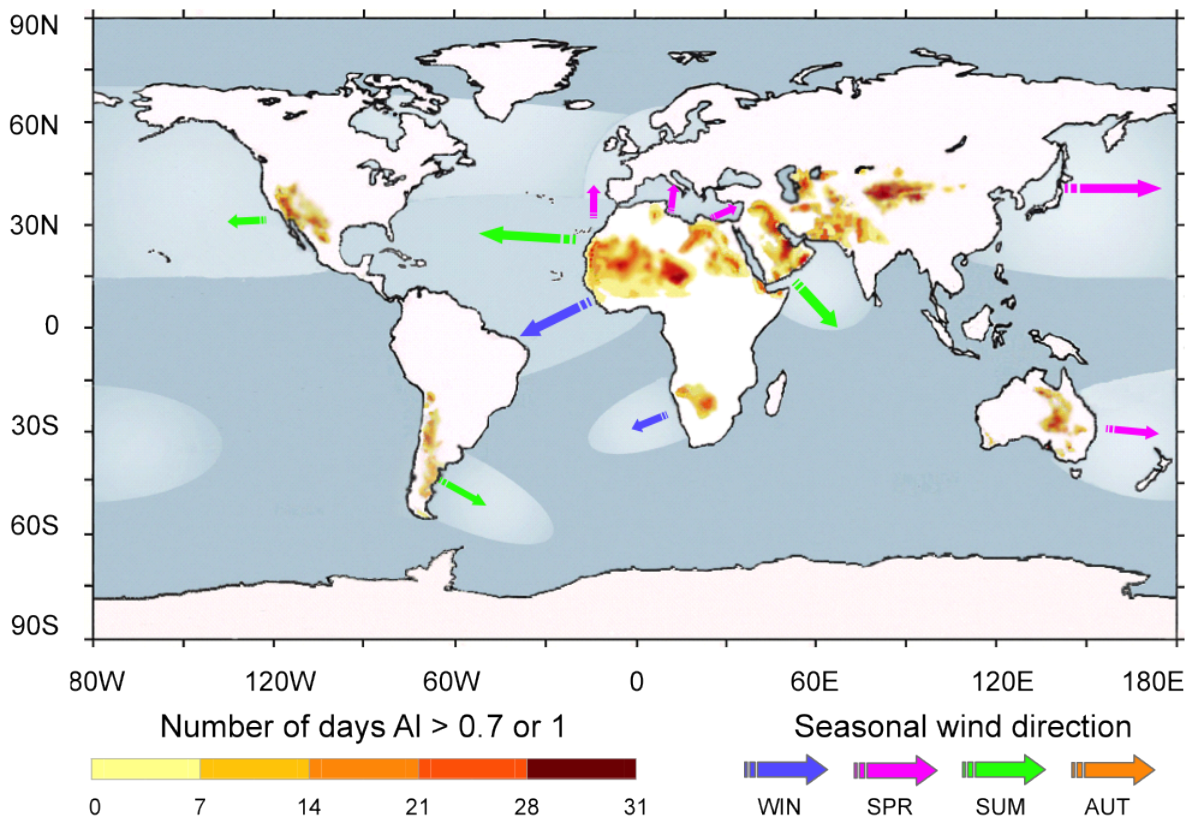 90N
60N
30N
0
30S
60S
90S
80W 120W 60W 0 60E 120E 180E
Number of days AI > 0.7 or 1
0 7 14 21 28 31
Seasonal wind direction
WIN SPR SUM AUT